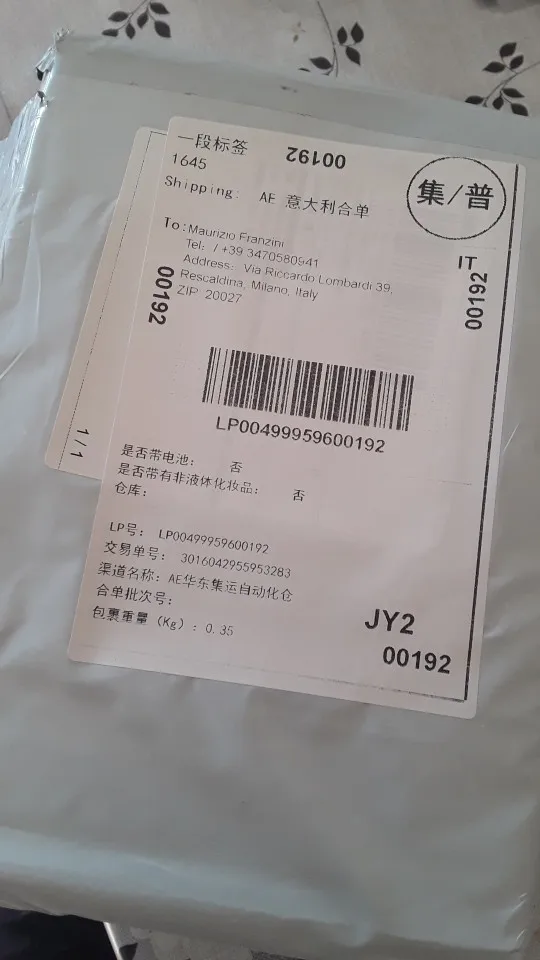 一段标签
00192
1645
集/普
Shipping: AE 意大利合单
To: Maurizio Franzini
Tel: / +39 3470580941
Address: Via Riccardo Lombardi 39,
Rescaldina, Milano, Italy
ZIP 20027
IT
00192
00192
LP00499959600192
1/1
是否带电池: 否
是否带有非液体化妆品: 否
仓库:
LP号: LP00499959600192
交易单号: 3016042955953283
渠道名称: AE华东集运自动化仓
合单批次号:
包裹重量 (Kg) : 0.35
JY2
00192